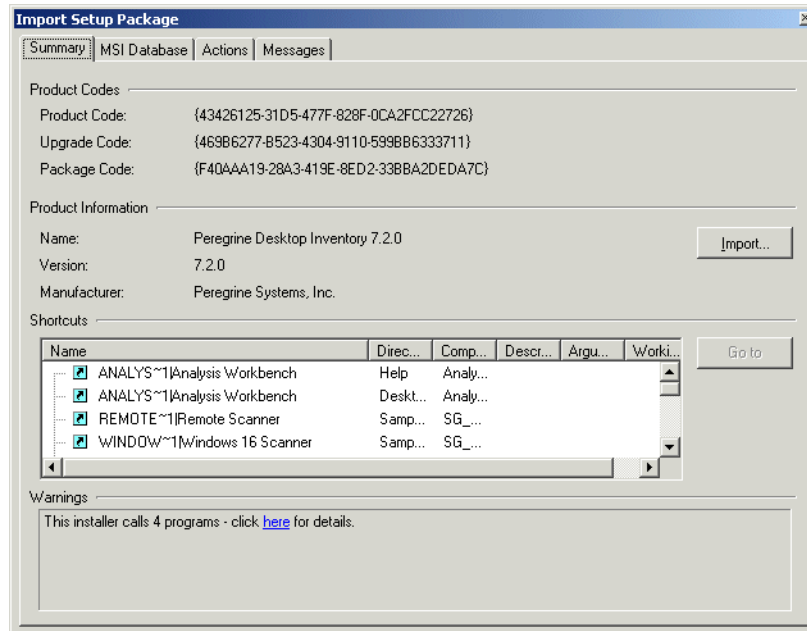 Import Setup Package
Summary MSI Database Actions Messages
Product Codes
Product Code: {43426125-31D5-477F-828F-0CA2FCC22726}
Upgrade Code: {469B6277-B523-4304-9110-599BB6333711}
Package Code: {F40AAA19-28A3-419E-8ED2-33BBA2DEDA7C}
Product Information
Name: Peregrine Desktop Inventory 7.2.0 Import...
Version: 7.2.0
Manufacturer: Peregrine Systems, Inc.
Shortcuts
Name Direc... Comp... Descr... Argu... Worki... Go to
ANALYS~1|Analysis Workbench Help Analy...
ANALYS~1|Analysis Workbench Deskt... Analy...
REMOTE~1|Remote Scanner Samp... SG_...
WINDOW~1|Windows 16 Scanner Samp... SG_...
Warnings
This installer calls 4 programs - click here for details.